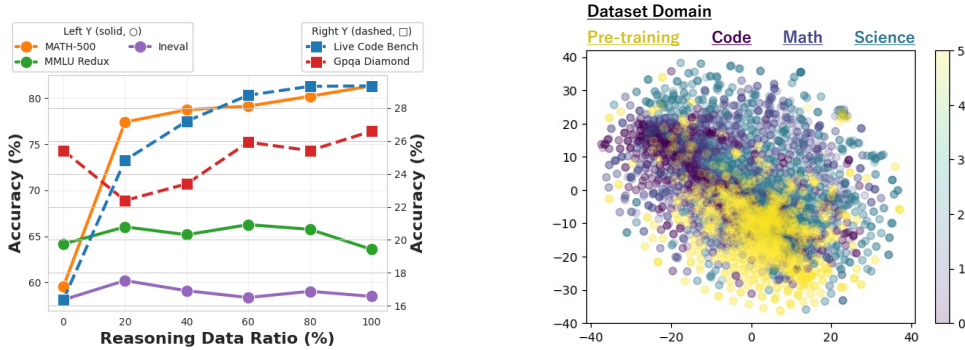 Left Y (solid, ○)
MATH-500
MMLU Redux
Ineval
Right Y (dashed, □)
Live Code Bench
Gpqa Diamond
Accuracy (%)
80
75
70
65
60
28
26
24
22
20
18
16
Accuracy (%)
0 20 40 60 80 100
Reasoning Data Ratio (%)
Dataset Domain
Pre-training Code Math Science
40
30
20
10
0
−10
−20
−30
−40
−40 −20 0 20 40
5
4
3
2
1
0